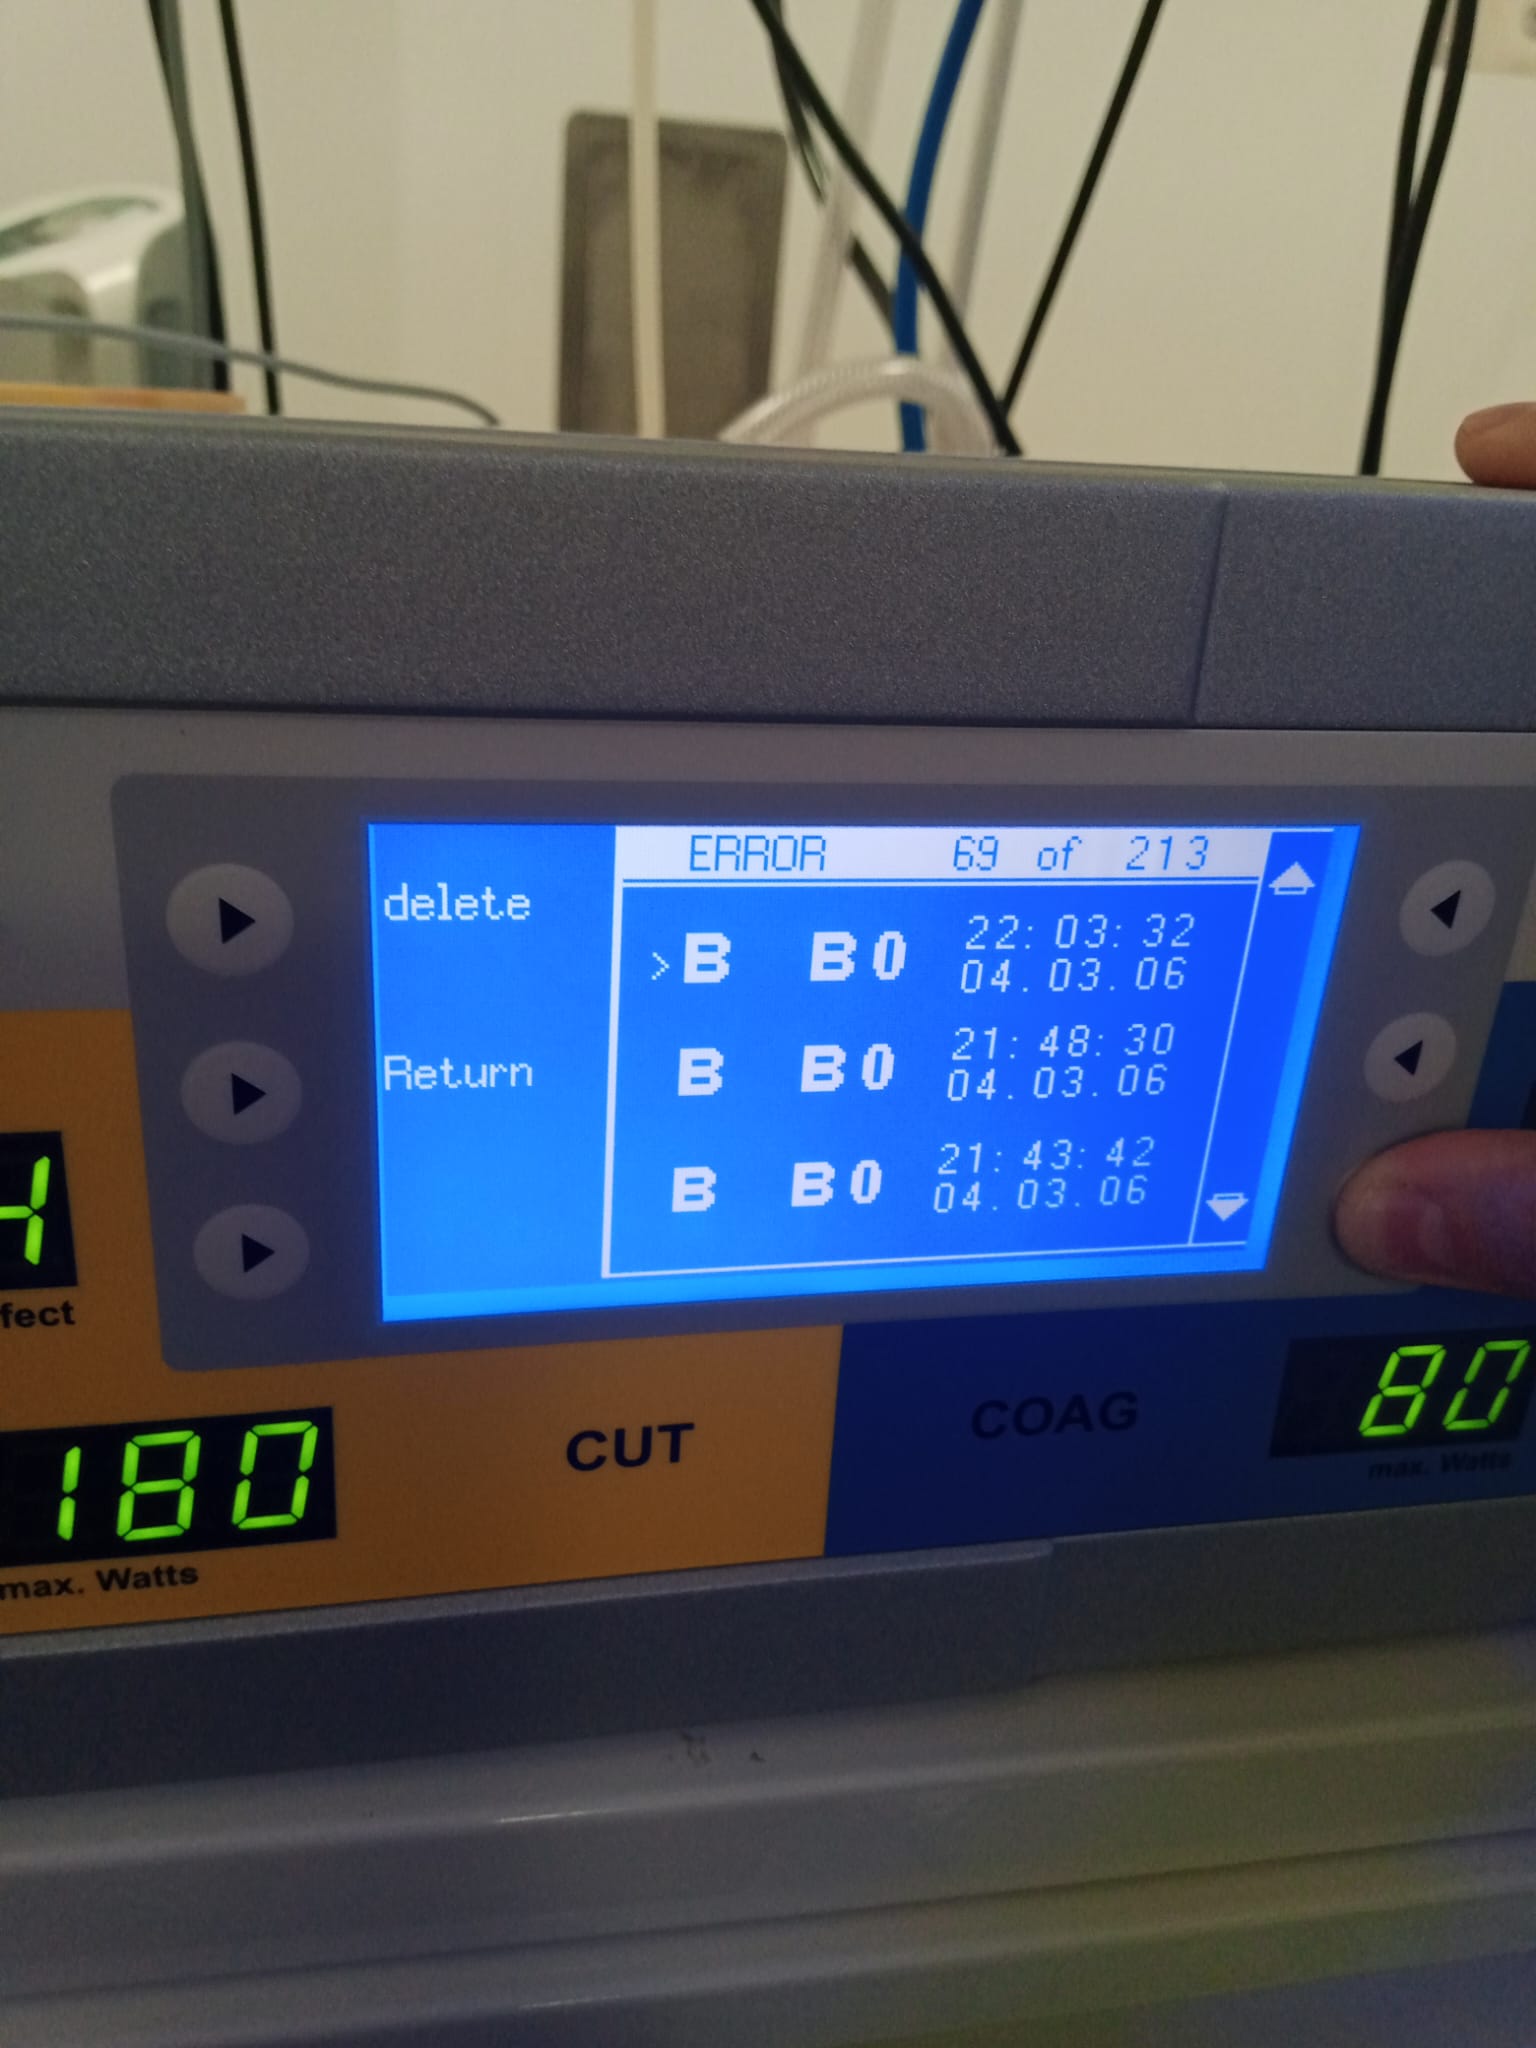 ERROR 69 of 213
delete
>B B0 22:03:32
04.03.06
Return
B B0 21:48:30
04.03.06
B B0 21:43:42
04.03.06
4
fect
180
max. Watts
CUT
COAG
80
max. Watts